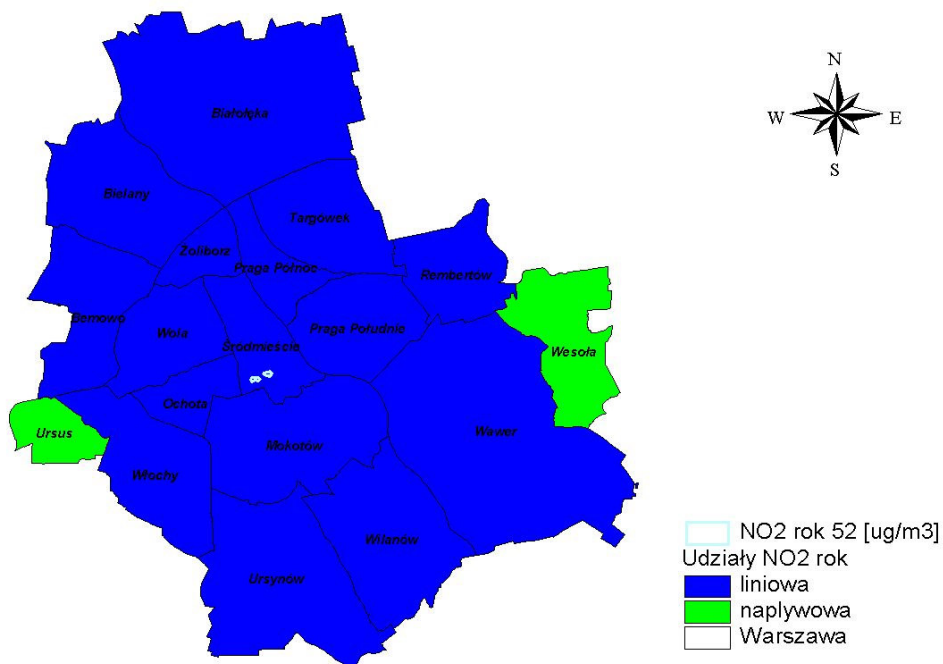 N
W
E
S
Białołęka
Bielany
Targówek
Żoliborz
Praga Północ
Rembertów
Bemowo
Wola
Praga Południe
Śródmieście
Wesoła
Ochota
Ursus
Mokotów
Wawer
Włochy
Wilanów
Ursynów
NO2 rok 52 [ug/m3]
Udziały NO2 rok
liniowa
naplywowa
Warszawa